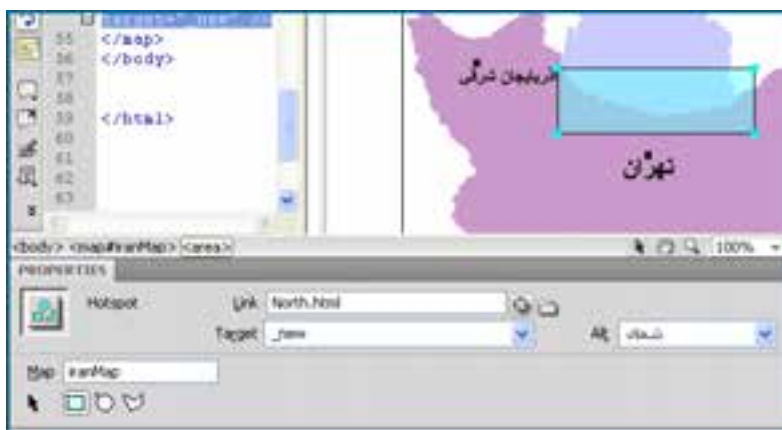 55 </map>
56 </body>
57
58
59 </html>
60
61
62
63
آذربایجان شرقی
تهران
<body> <map#iranMap> <area>
100%
PROPERTIES
Hotspot
Link North.html
Target _new
Alt شمال
Map iranMap